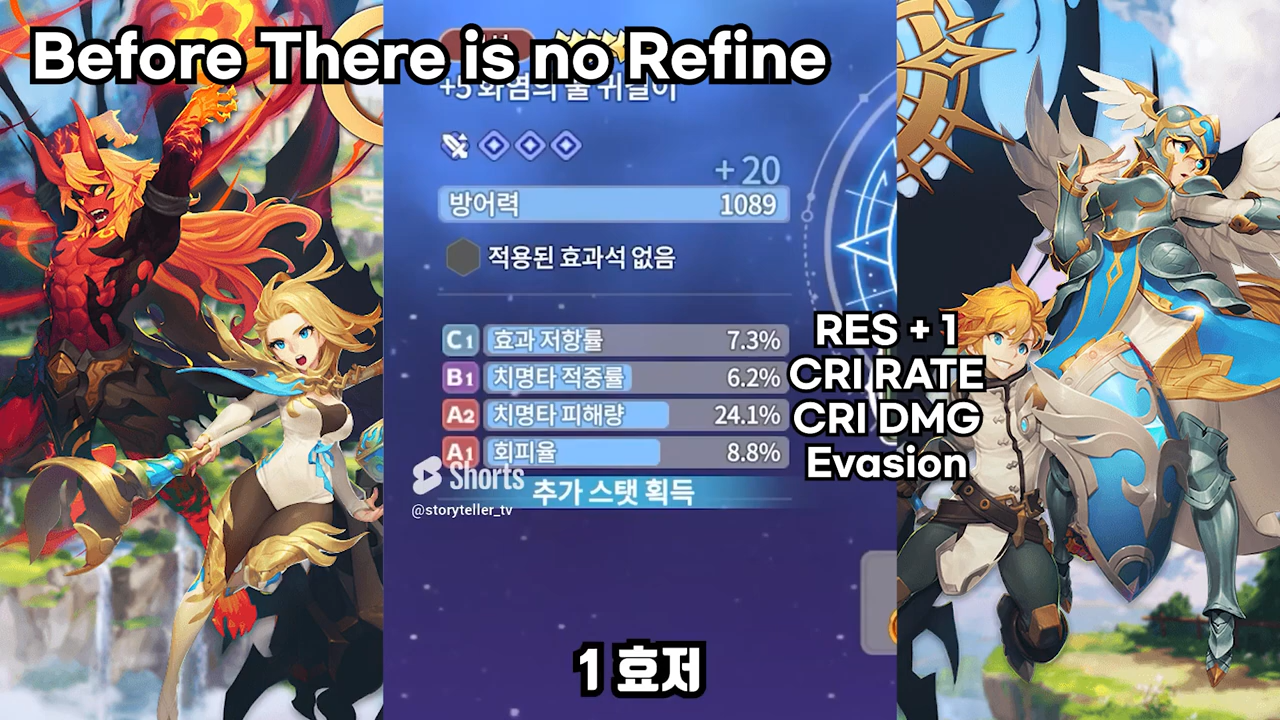 Before There is no Refine
+5 화염의 룰 귀걸이
+ 20
방어력 1089
적용된 효과석 없음
C1 효과 저항률 7.3%
B1 치명타 적중률 6.2%
A2 치명타 피해량 24.1%
A1 회피율 8.8%
RES + 1
CRI RATE
CRI DMG
Evasion
Shorts
@storyteller_tv
추가 스탯 획득
1 효저